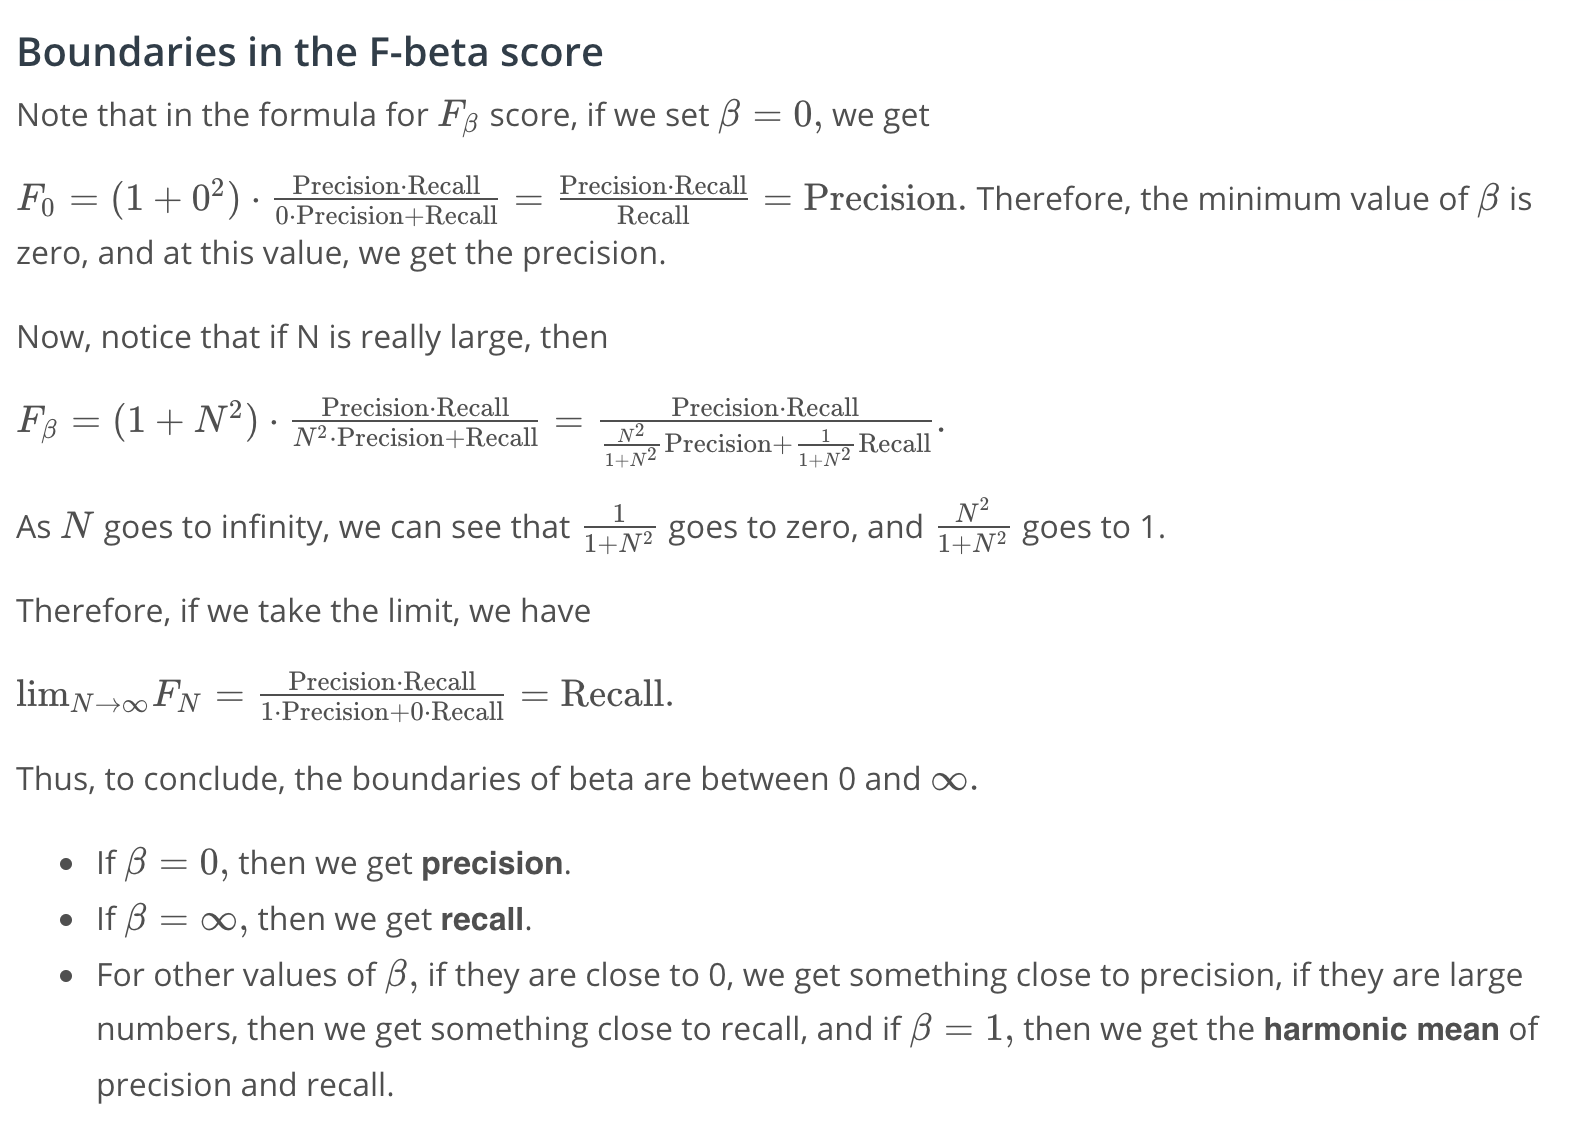 Boundaries in the F-beta score
Note that in the formula for $F_\beta$ score, if we set $\beta = 0$, we get
$F_0 = (1 + 0^2) \cdot \frac{\text{Precision} \cdot \text{Recall}}{0 \cdot \text{Precision} + \text{Recall}} = \frac{\text{Precision} \cdot \text{Recall}}{\text{Recall}} = \text{Precision}.$ Therefore, the minimum value of $\beta$ is
zero, and at this value, we get the precision.
Now, notice that if N is really large, then
$F_\beta = (1 + N^2) \cdot \frac{\text{Precision} \cdot \text{Recall}}{N^2 \cdot \text{Precision} + \text{Recall}} = \frac{\text{Precision} \cdot \text{Recall}}{\frac{N^2}{1+N^2} \text{Precision} + \frac{1}{1+N^2} \text{Recall}}.$
As $N$ goes to infinity, we can see that $\frac{1}{1+N^2}$ goes to zero, and $\frac{N^2}{1+N^2}$ goes to 1.
Therefore, if we take the limit, we have
$\lim_{N \to \infty} F_N = \frac{\text{Precision} \cdot \text{Recall}}{1 \cdot \text{Precision} + 0 \cdot \text{Recall}} = \text{Recall}.$
Thus, to conclude, the boundaries of beta are between 0 and $\infty$.
• If $\beta = 0$, then we get precision.
• If $\beta = \infty$, then we get recall.
• For other values of $\beta$, if they are close to 0, we get something close to precision, if they are large
numbers, then we get something close to recall, and if $\beta = 1$, then we get the harmonic mean of
precision and recall.